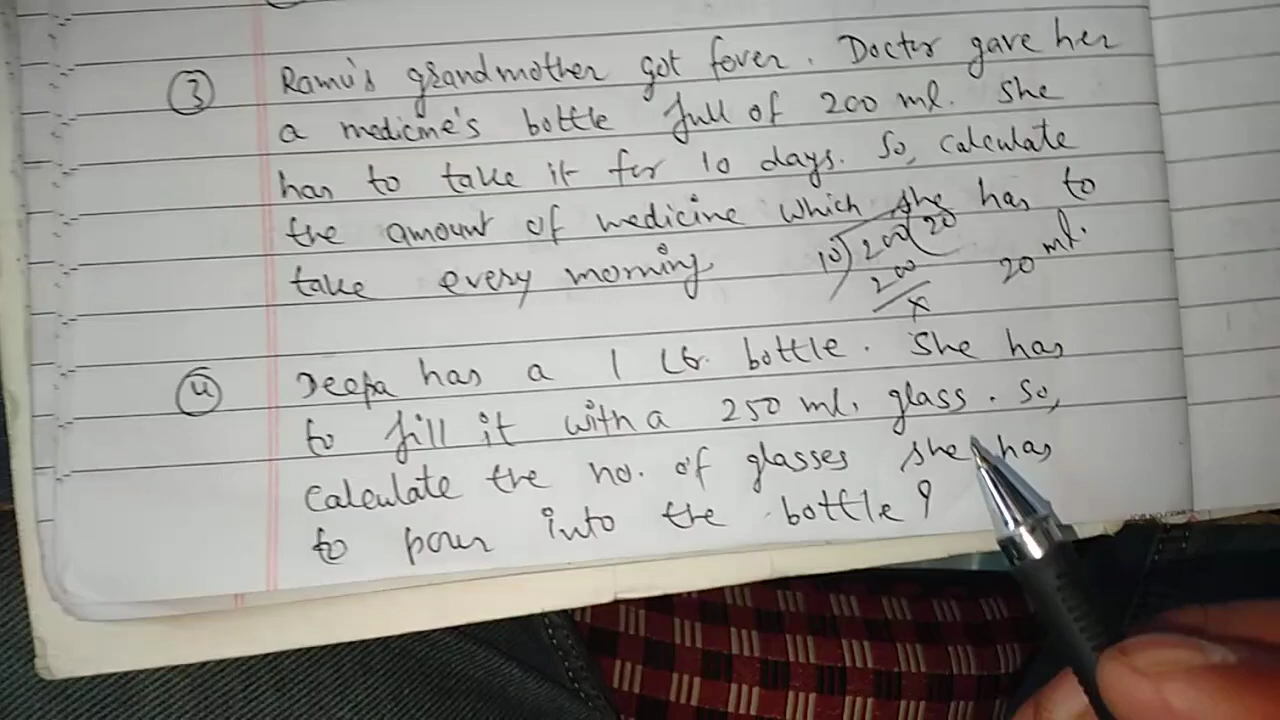 3 Ramu's grandmother got fever. Doctor gave her
a medicine's bottle full of 200 ml. She
has to take it for 10 days. So, calculate
the amount of medicine which she has to
take every morning
10)200(20
200
x
20 ml.
4 Deepa has a 1 Ltr. bottle. She has
to fill it with a 250 ml. glass. So,
Calculate the no. of glasses she has
to pour into the bottle?